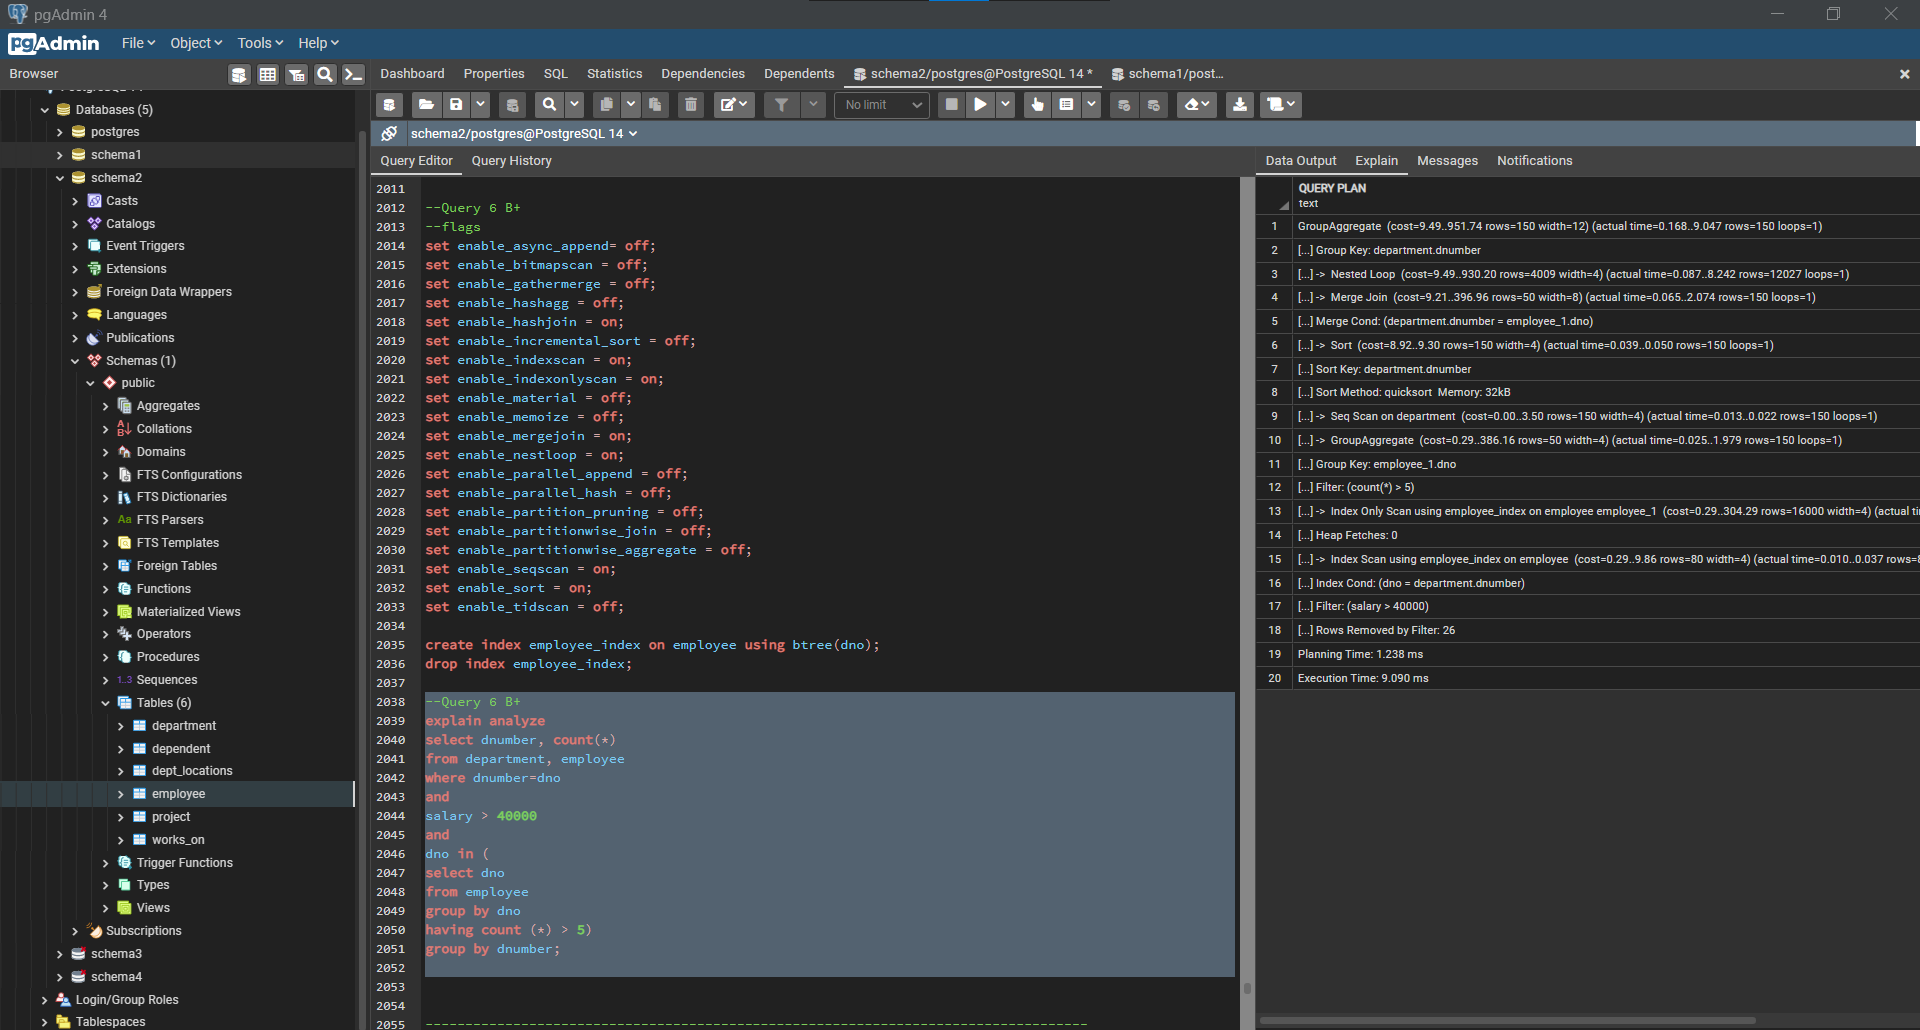 pgAdmin 4
pgAdmin File Object Tools Help
Browser
Dashboard Properties SQL Statistics Dependencies Dependents schema2/postgres@PostgreSQL 14 * schema1/post...
No limit
schema2/postgres@PostgreSQL 14
Databases (5)
postgres
schema1
schema2
Casts
Catalogs
Event Triggers
Extensions
Foreign Data Wrappers
Languages
Publications
Schemas (1)
public
Aggregates
Collations
Domains
FTS Configurations
FTS Dictionaries
Aa FTS Parsers
FTS Templates
Foreign Tables
Functions
Materialized Views
Operators
Procedures
1..3 Sequences
Tables (6)
department
dependent
dept_locations
employee
project
works_on
Trigger Functions
Types
Views
Subscriptions
schema3
schema4
Login/Group Roles
Tablespaces
Query Editor Query History
2011
2012 --Query 6 B+
2013 --flags
2014 set enable_async_append= off;
2015 set enable_bitmapscan = off;
2016 set enable_gathermerge = off;
2017 set enable_hashagg = off;
2018 set enable_hashjoin = on;
2019 set enable_incremental_sort = off;
2020 set enable_indexscan = on;
2021 set enable_indexonlyscan = on;
2022 set enable_material = off;
2023 set enable_memoize = off;
2024 set enable_mergejoin = on;
2025 set enable_nestloop = on;
2026 set enable_parallel_append = off;
2027 set enable_parallel_hash = off;
2028 set enable_partition_pruning = off;
2029 set enable_partitionwise_join = off;
2030 set enable_partitionwise_aggregate = off;
2031 set enable_seqscan = on;
2032 set enable_sort = on;
2033 set enable_tidscan = off;
2034
2035 create index employee_index on employee using btree(dno);
2036 drop index employee_index;
2037
2038 --Query 6 B+
2039 explain analyze
2040 select dnumber, count(*)
2041 from department, employee
2042 where dnumber=dno
2043 and
2044 salary > 40000
2045 and
2046 dno in (
2047 select dno
2048 from employee
2049 group by dno
2050 having count (*) > 5)
2051 group by dnumber;
2052
2053
2054
2055 -----------------------------------------------------------------------------------
Data Output Explain Messages Notifications
QUERY PLAN
text
1 GroupAggregate (cost=9.49..951.74 rows=150 width=12) (actual time=0.168..9.047 rows=150 loops=1)
2 [...] Group Key: department.dnumber
3 [...] -> Nested Loop (cost=9.49..930.20 rows=4009 width=4) (actual time=0.087..8.242 rows=12027 loops=1)
4 [...] -> Merge Join (cost=9.21..396.96 rows=50 width=8) (actual time=0.065..2.074 rows=150 loops=1)
5 [...] Merge Cond: (department.dnumber = employee_1.dno)
6 [...] -> Sort (cost=8.92..9.30 rows=150 width=4) (actual time=0.039..0.050 rows=150 loops=1)
7 [...] Sort Key: department.dnumber
8 [...] Sort Method: quicksort Memory: 32kB
9 [...] -> Seq Scan on department (cost=0.00..3.50 rows=150 width=4) (actual time=0.013..0.022 rows=150 loops=1)
10 [...] -> GroupAggregate (cost=0.29..386.16 rows=50 width=4) (actual time=0.025..1.979 rows=150 loops=1)
11 [...] Group Key: employee_1.dno
12 [...] Filter: (count(*) > 5)
13 [...] -> Index Only Scan using employee_index on employee employee_1 (cost=0.29..304.29 rows=16000 width=4) (actual
14 [...] Heap Fetches: 0
15 [...] -> Index Scan using employee_index on employee (cost=0.29..9.86 rows=80 width=4) (actual time=0.010..0.037 rows=
16 [...] Index Cond: (dno = department.dnumber)
17 [...] Filter: (salary > 40000)
18 [...] Rows Removed by Filter: 26
19 Planning Time: 1.238 ms
20 Execution Time: 9.090 ms